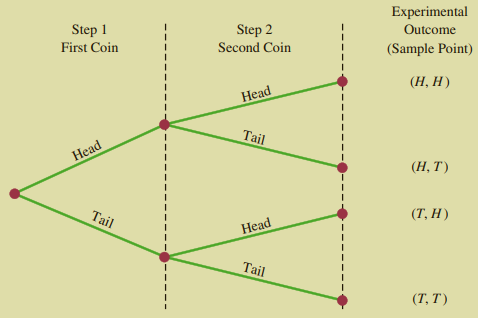 Experimental
Step 1
Step 2
Outcome
First Coin
Second Coin
(Sample Point)
Head
(H, H)
Head
Tail
(H, T)
Tail
Head
(T, H)
Tail
(T, T)